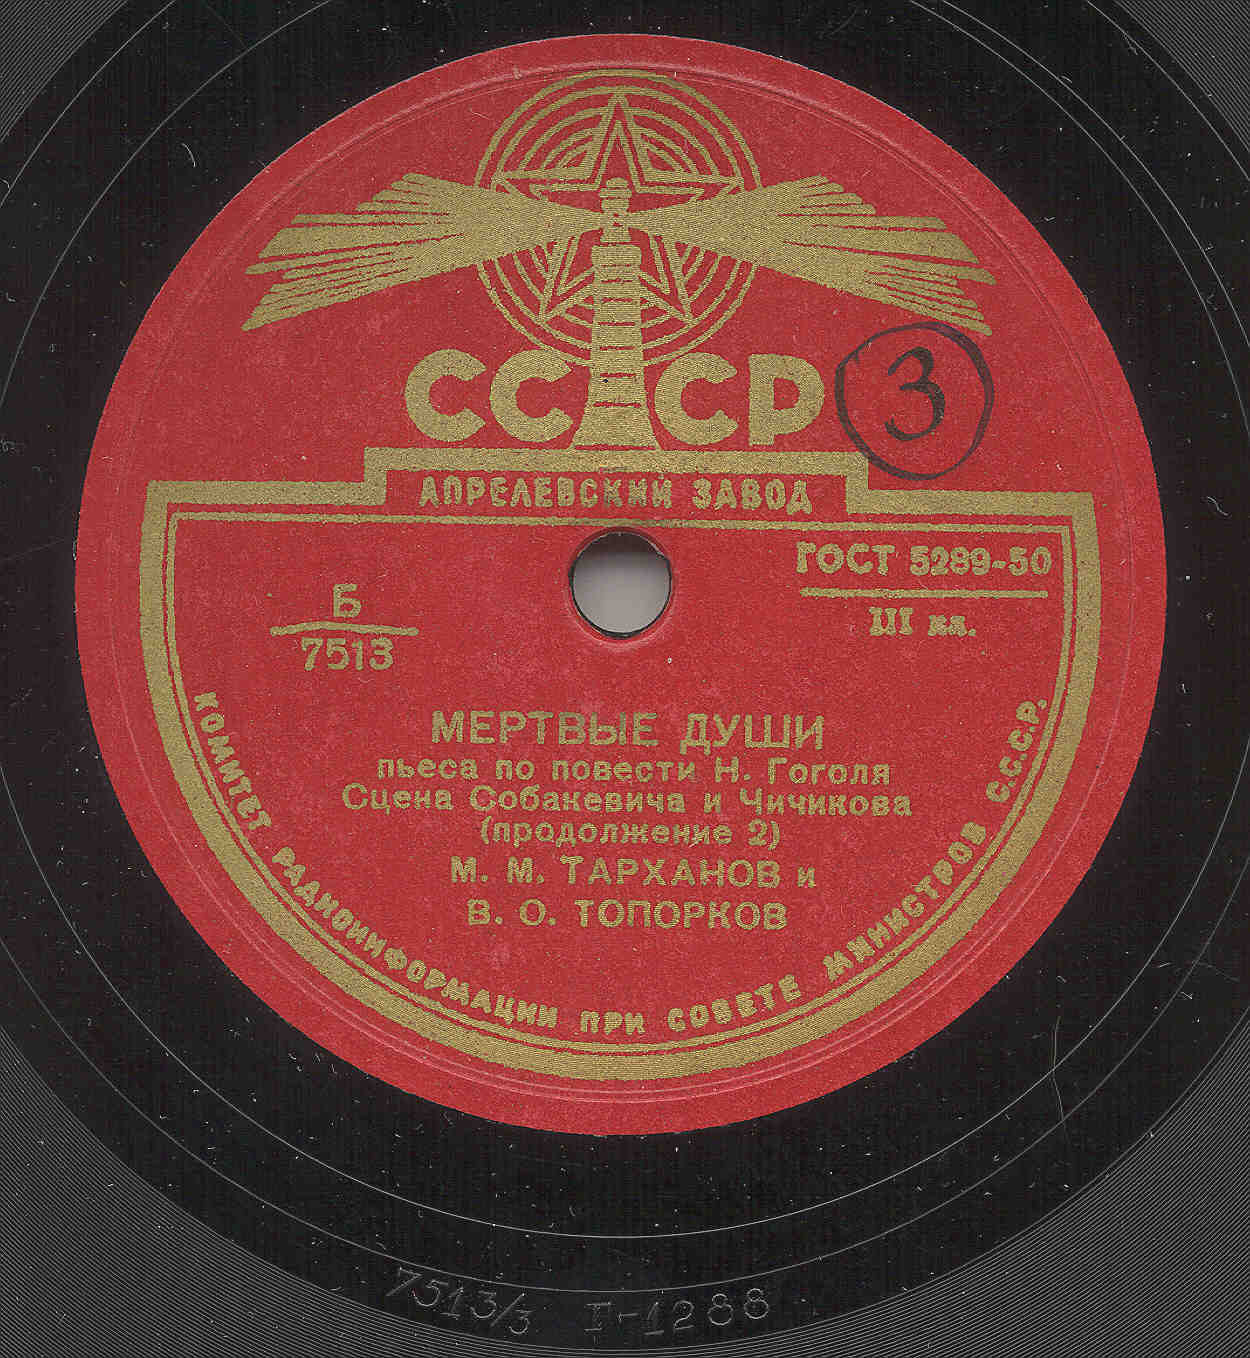 СССР
3
АПРЕЛЕВСКИЙ ЗАВОД
ГОСТ 5289-50
III кл.
Б
7513
МЕРТВЫЕ ДУШИ
пьеса по повести Н. Гоголя
Сцена Собакевича и Чичикова
(продолжение 2)
М. М. ТАРХАНОВ и
В. О. ТОПОРКОВ
КОМИТЕТ РАДИОИНФОРМАЦИИ ПРИ СОВЕТЕ МИНИСТРОВ С.С.С.Р.
7513/3 Г-1288